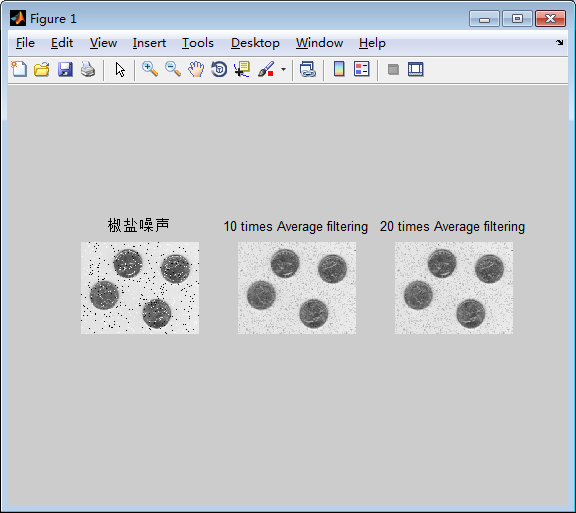 Figure 1
File Edit View Insert Tools Desktop Window Help
椒盐噪声 10 times Average filtering 20 times Average filtering